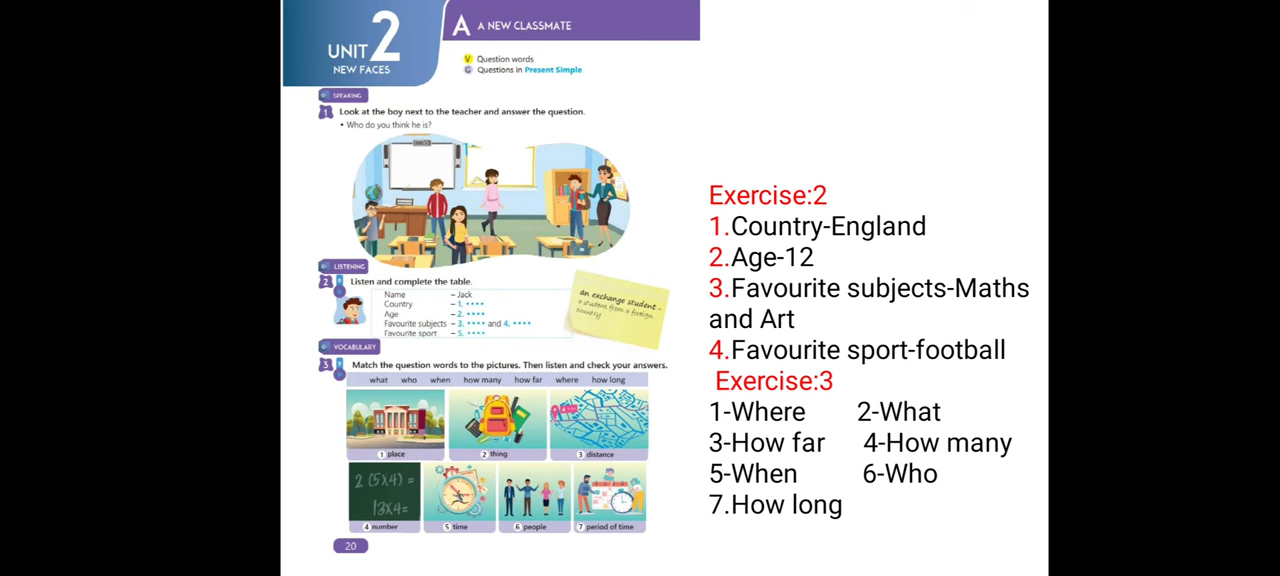 UNIT 2
NEW FACES
A A NEW CLASSMATE
V Question words
G Questions in Present Simple
SPEAKING
1 Look at the boy next to the teacher and answer the question.
• Who do you think he is?
LISTENING
2 Listen and complete the table.
Name – Jack
Country – 1. ••••
Age – 2. ••••
Favourite subjects – 3. •••• and 4. ••••
Favourite sport – 5. ••••
an exchange student -
a student from a foreign
country
VOCABULARY
3 Match the question words to the pictures. Then listen and check your answers.
what who when how many how far where how long
1 place
2 thing
3 distance
2 (5x4) =
13x4=
4 number
5 time
6 people
7 period of time
20
Exercise:2
1.Country-England
2.Age-12
3.Favourite subjects-Maths
and Art
4.Favourite sport-football
Exercise:3
1-Where 2-What
3-How far 4-How many
5-When 6-Who
7.How long